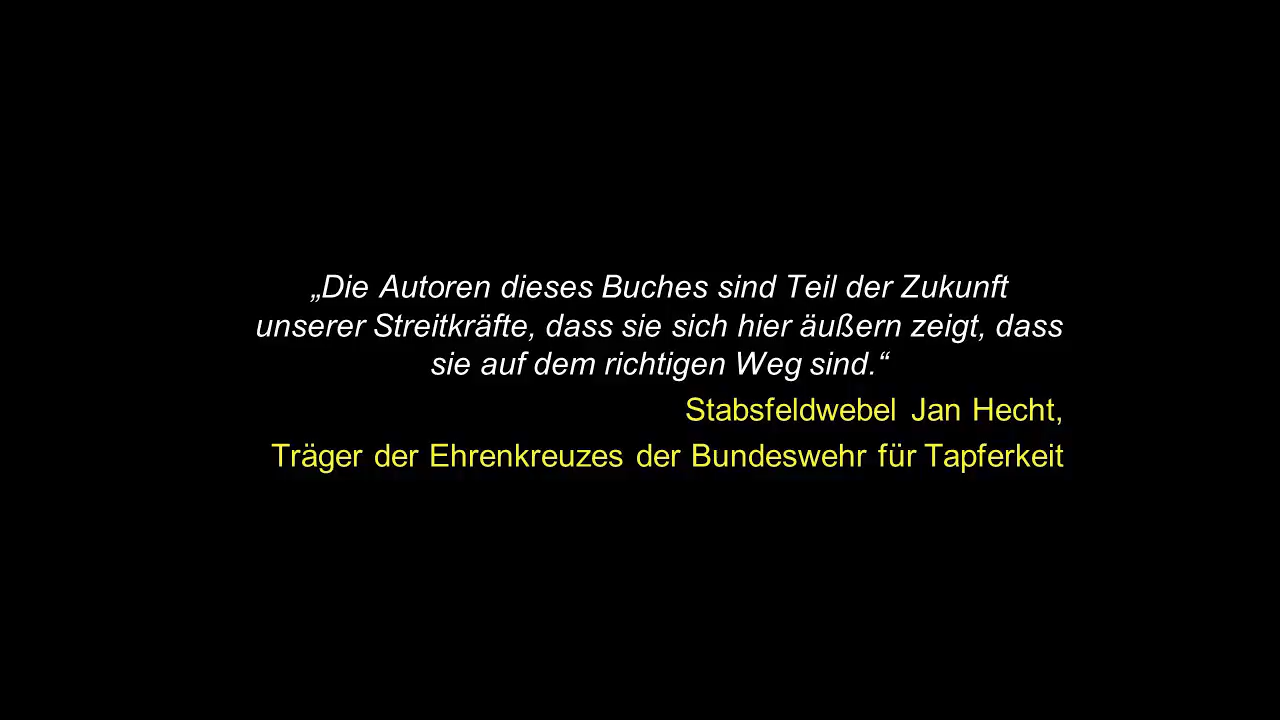 „Die Autoren dieses Buches sind Teil der Zukunft
unserer Streitkräfte, dass sie sich hier äußern zeigt, dass
sie auf dem richtigen Weg sind.“
Stabsfeldwebel Jan Hecht,
Träger der Ehrenkreuzes der Bundeswehr für Tapferkeit